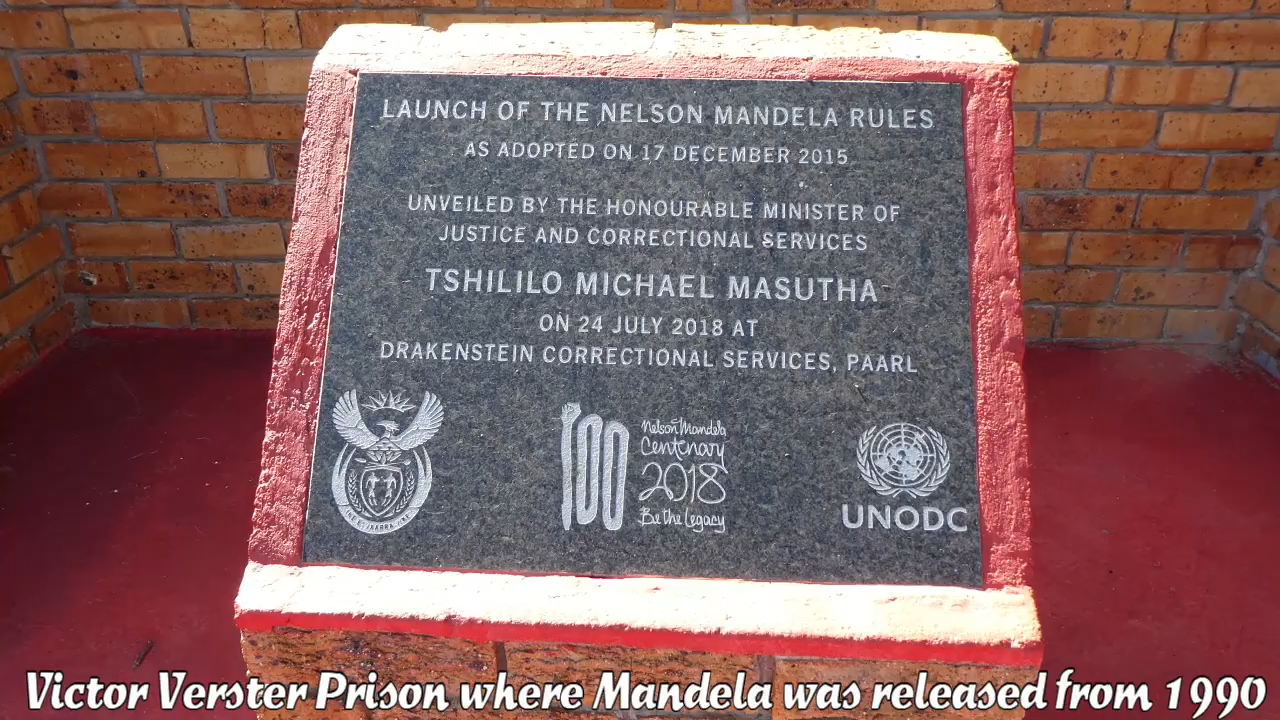 LAUNCH OF THE NELSON MANDELA RULES
AS ADOPTED ON 17 DECEMBER 2015
UNVEILED BY THE HONOURABLE MINISTER OF
JUSTICE AND CORRECTIONAL SERVICES
TSHILILO MICHAEL MASUTHA
ON 24 JULY 2018 AT
DRAKENSTEIN CORRECTIONAL SERVICES, PAARL
100
Nelson Mandela
Centenary
2018
Be the Legacy
UNODC
Victor Verster Prison where Mandela was released from 1990